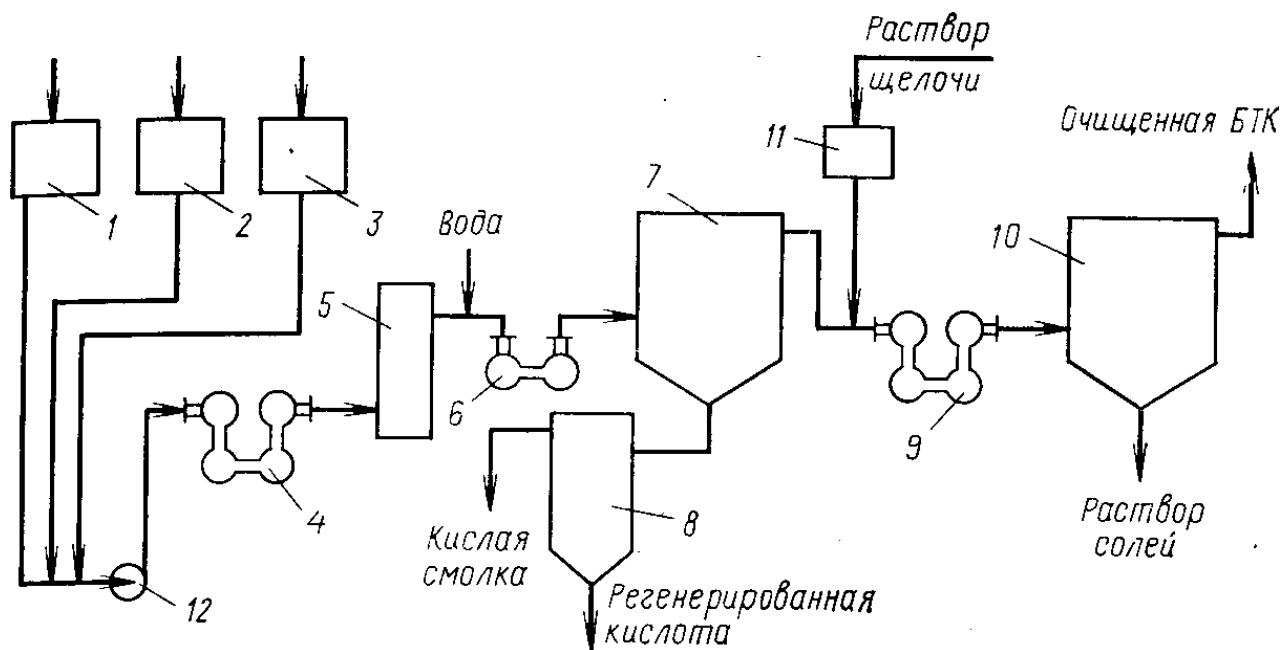 Раствор
щелочи
Очищенная БТК
11
7
10
1
2
3
Вода
5
6
9
4
8
Кислая
смолка
Раствор
солей
12
Регенерированная
кислота